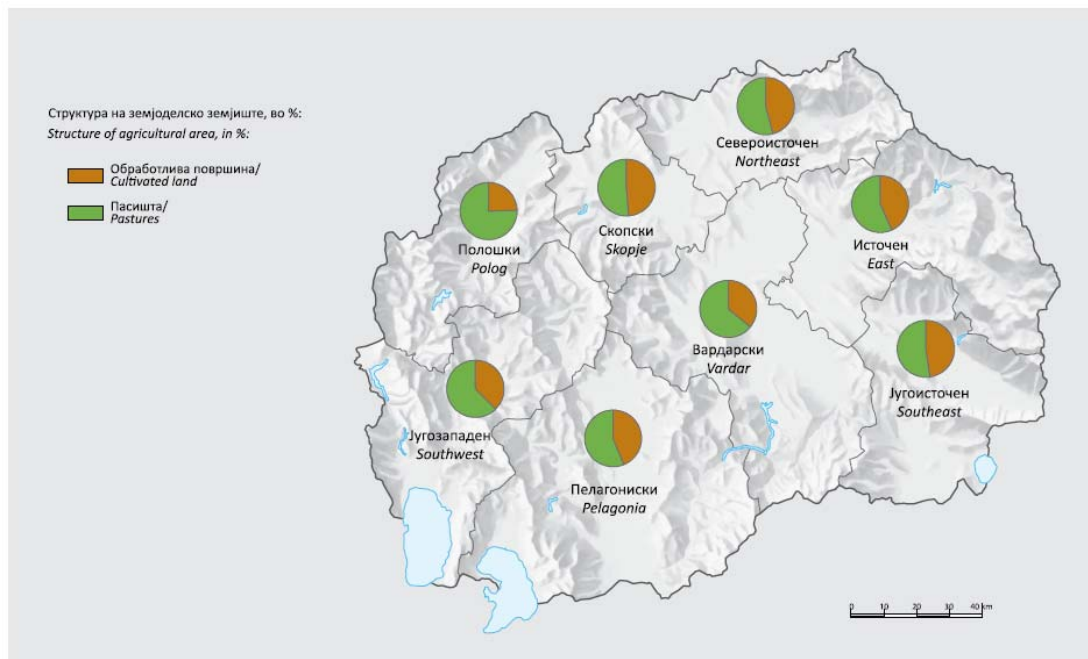 Структура на земјоделско земјиште, во %:
Structure of agricultural area, in %:
Обработлива површина/
Cultivated land
Пасишта/
Pastures
Североисточен
Northeast
Скопски
Skopje
Источен
East
Полошки
Polog
Вардарски
Vardar
Југоисточен
Southeast
Југозападен
Southwest
Пелагониски
Pelagonia
0 10 20 30 40 km